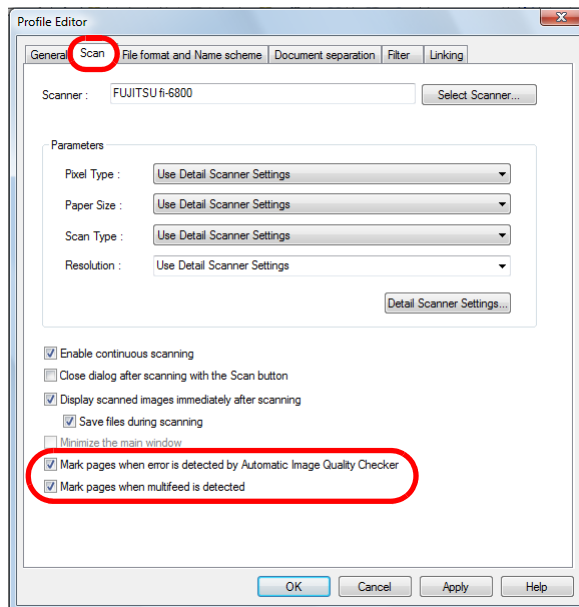 Profile Editor
General Scan File format and Name scheme Document separation Filter Linking
Scanner : FUJITSU fi-6800 Select Scanner...
Parameters
Pixel Type : Use Detail Scanner Settings
Paper Size : Use Detail Scanner Settings
Scan Type : Use Detail Scanner Settings
Resolution : Use Detail Scanner Settings
Detail Scanner Settings...
Enable continuous scanning
Close dialog after scanning with the Scan button
Display scanned images immediately after scanning
Save files during scanning
Minimize the main window
Mark pages when error is detected by Automatic Image Quality Checker
Mark pages when multifeed is detected
OK Cancel Apply Help